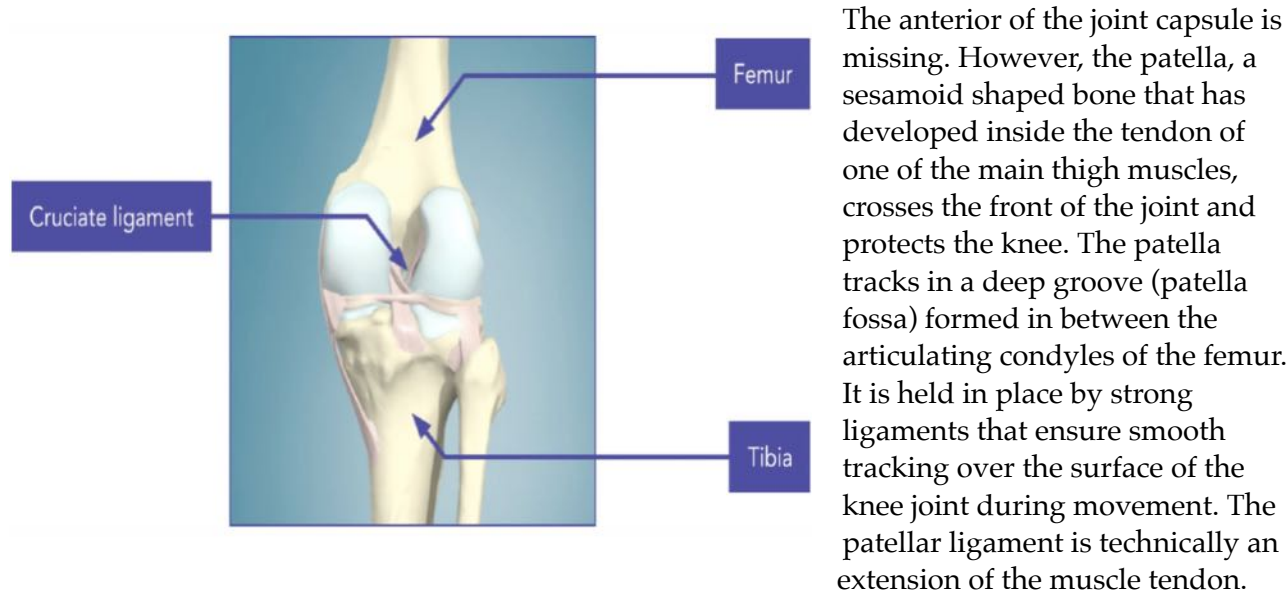 Femur
Cruciate ligament
Tibia
The anterior of the joint capsule is
missing. However, the patella, a
sesamoid shaped bone that has
developed inside the tendon of
one of the main thigh muscles,
crosses the front of the joint and
protects the knee. The patella
tracks in a deep groove (patella
fossa) formed in between the
articulating condyles of the femur.
It is held in place by strong
ligaments that ensure smooth
tracking over the surface of the
knee joint during movement. The
patellar ligament is technically an
extension of the muscle tendon.